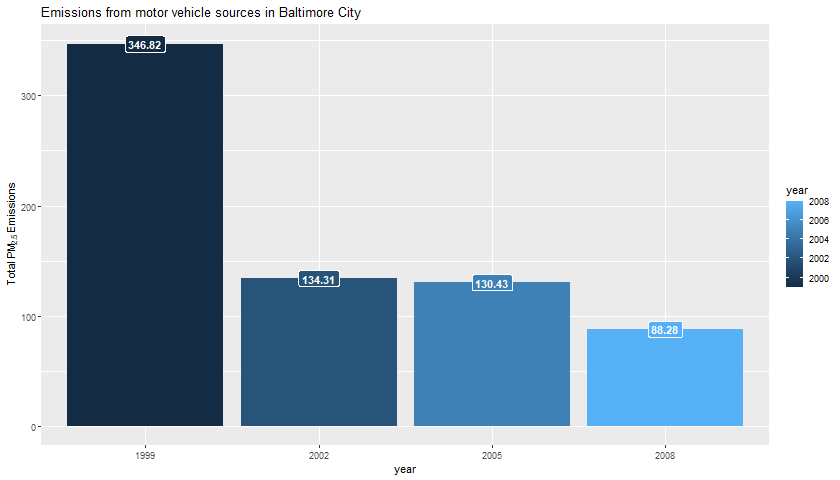 Emissions from motor vehicle sources in Baltimore City
Total PM2.5 Emissions
300
200
100
0
346.82
134.31
130.43
88.28
1999 2002 2005 2008
year
year
2008
2006
2004
2002
2000